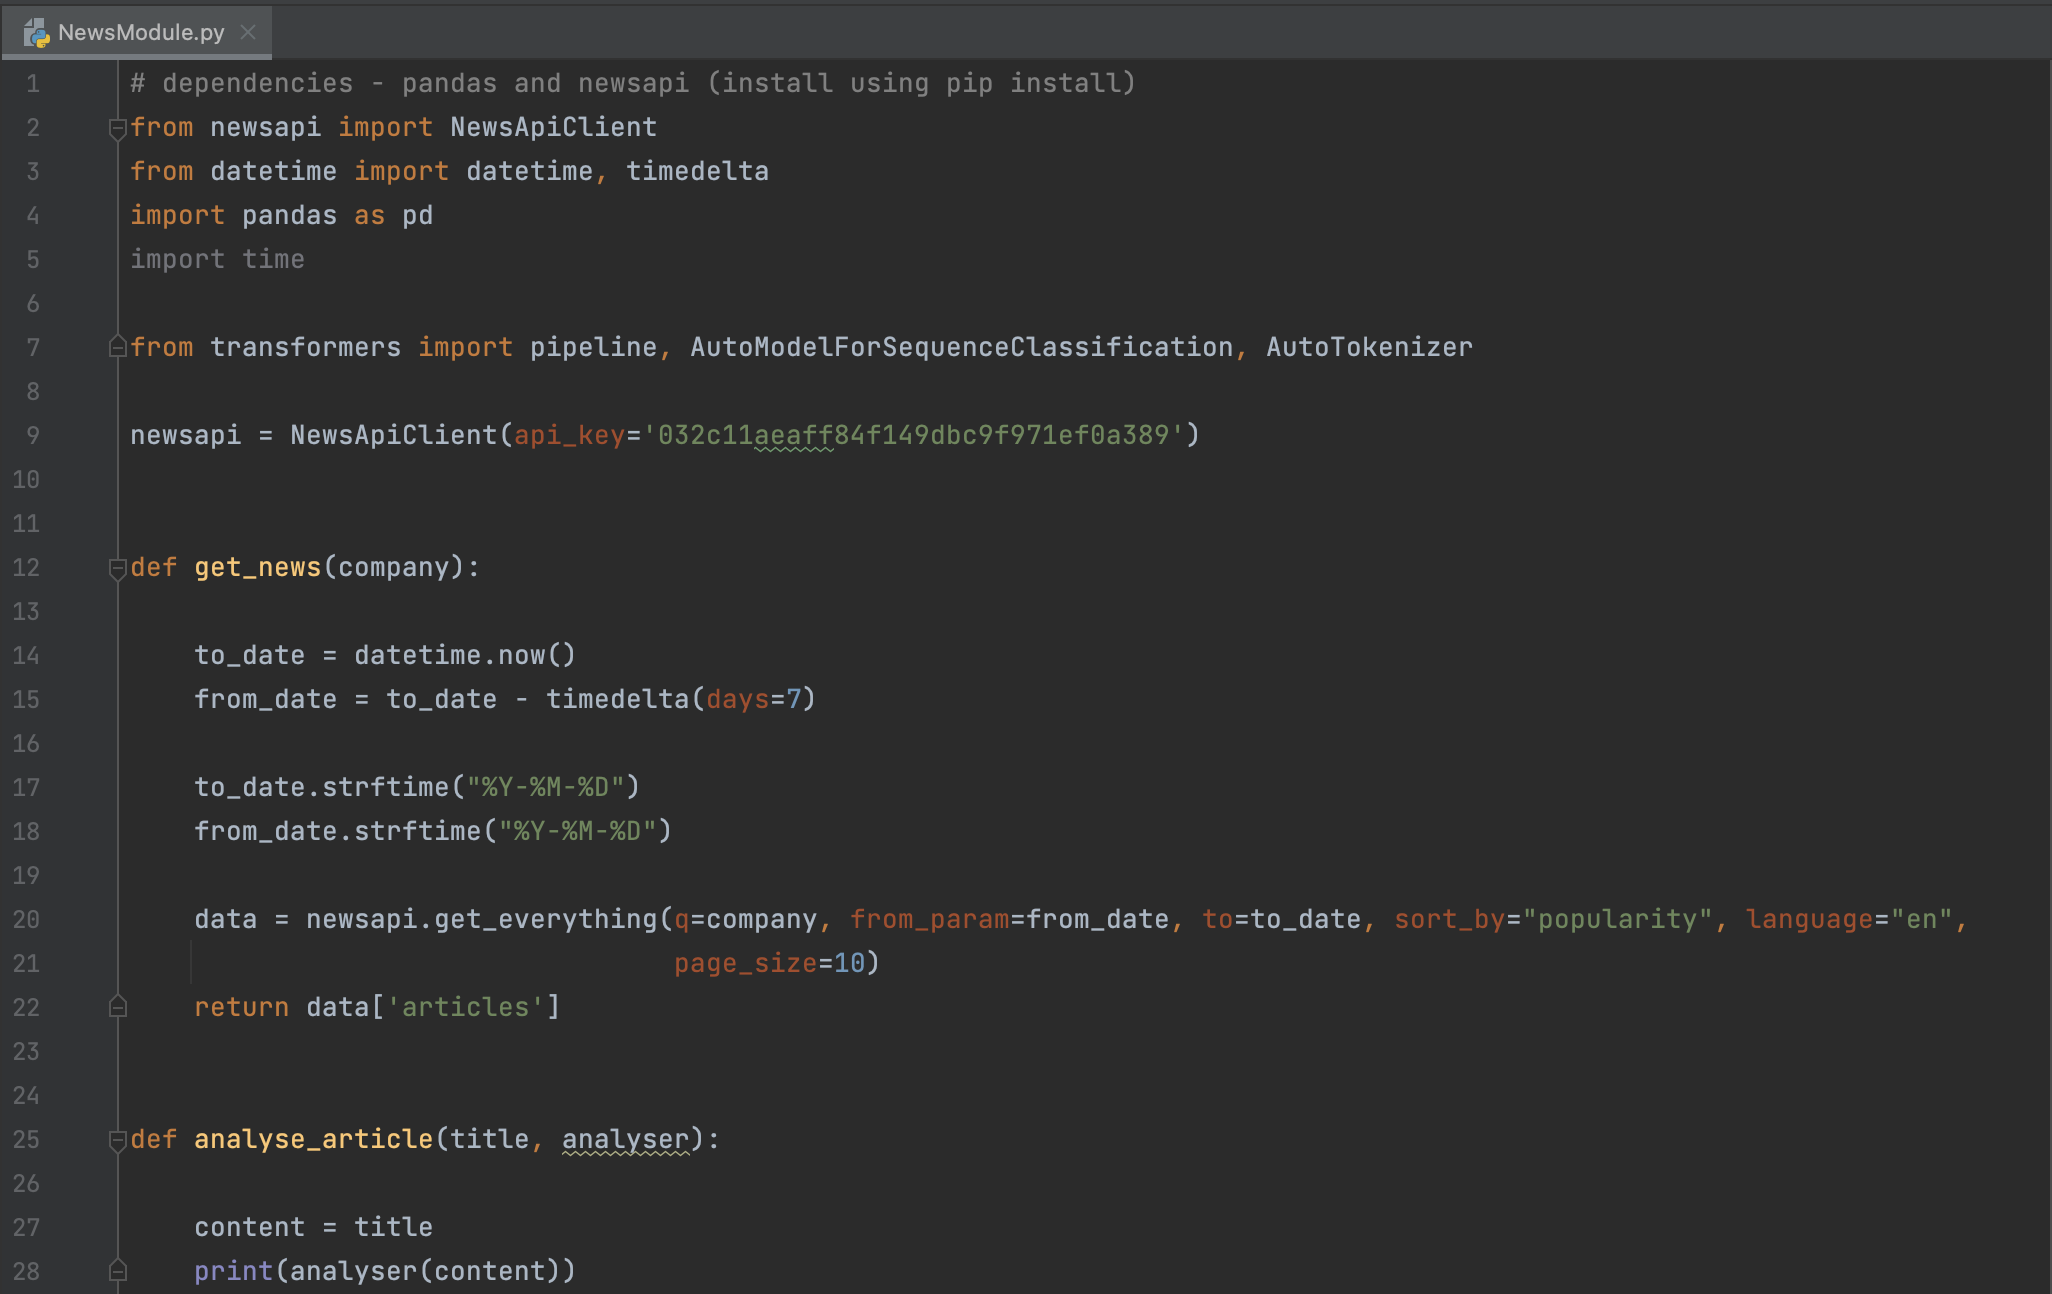 NewsModule.py
1 # dependencies - pandas and newsapi (install using pip install)
2 from newsapi import NewsApiClient
3 from datetime import datetime, timedelta
4 import pandas as pd
5 import time
6
7 from transformers import pipeline, AutoModelForSequenceClassification, AutoTokenizer
8
9 newsapi = NewsApiClient(api_key='032c11aeaff84f149dbc9f971ef0a389')
10
11
12 def get_news(company):
13
14     to_date = datetime.now()
15     from_date = to_date - timedelta(days=7)
16
17     to_date.strftime("%Y-%M-%D")
18     from_date.strftime("%Y-%M-%D")
19
20     data = newsapi.get_everything(q=company, from_param=from_date, to=to_date, sort_by="popularity", language="en",
21                                   page_size=10)
22     return data['articles']
23
24
25 def analyse_article(title, analyser):
26
27     content = title
28     print(analyser(content))